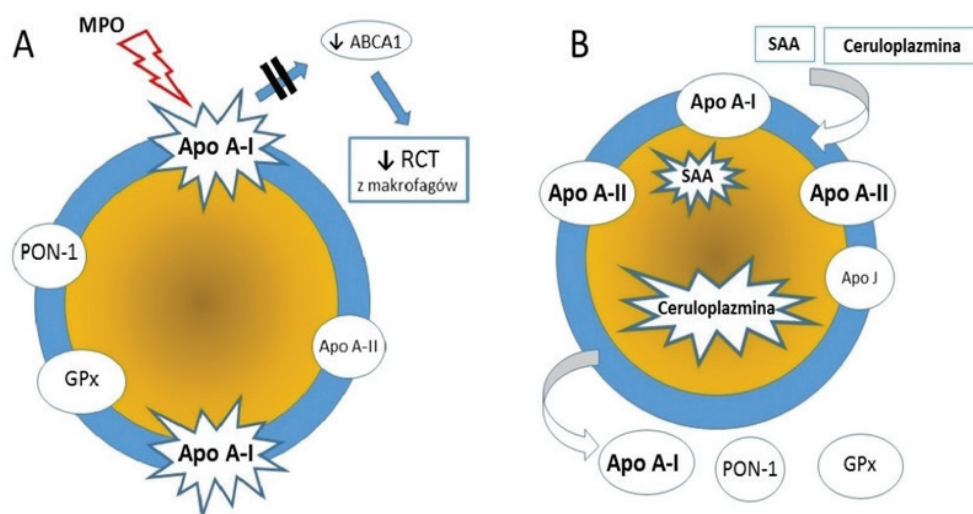 A
MPO
↓ ABCA1
Apo A-I
↓ RCT
z makrofagów
PON-1
Apo A-II
GPx
Apo A-I
B
SAA
Ceruloplazmina
Apo A-I
SAA
Apo A-II
Apo A-II
Apo J
Ceruloplazmina
Apo A-I
PON-1
GPx